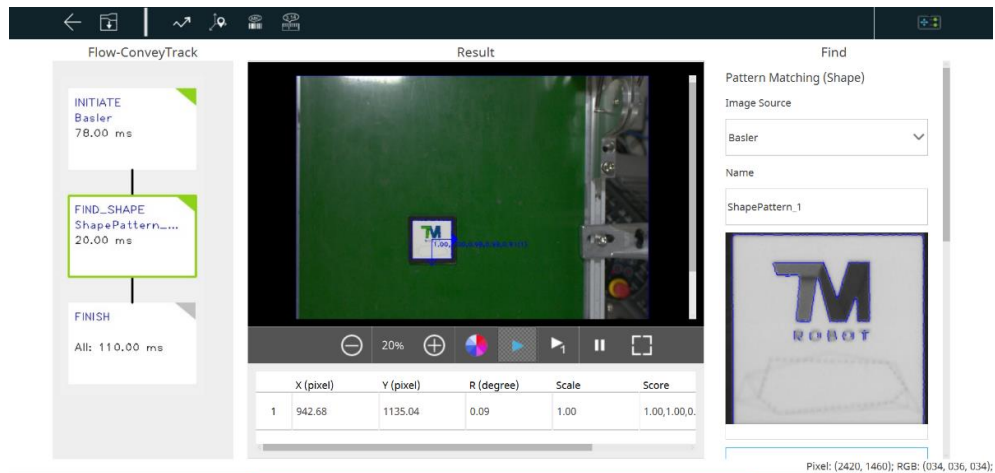 Flow-ConveyTrack
Result
Find
INITIATE
Basler
78.00 ms
FIND_SHAPE
ShapePattern_...
20.00 ms
FINISH
All: 110.00 ms
TM
20%
X (pixel) Y (pixel) R (degree) Scale Score
1 942.68 1135.04 0.09 1.00 1.00,1.00,0.
Pattern Matching (Shape)
Image Source
Basler
Name
ShapePattern_1
TM
ROBOT
Pixel: (2420, 1460); RGB: (034, 036, 034);